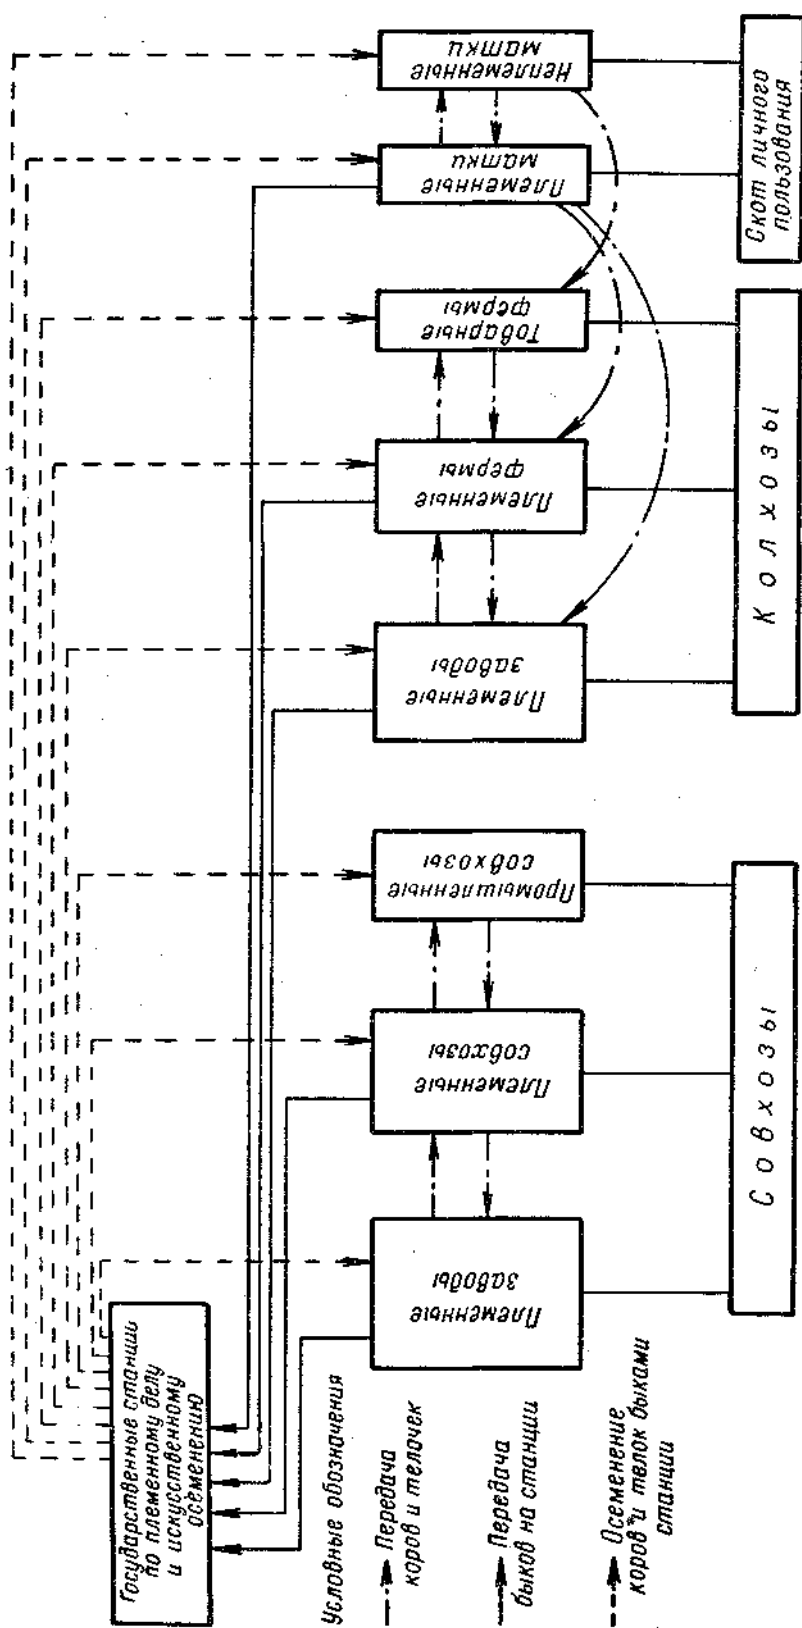 Государственные станции
по племенному делу
и искусственному
осеменению
Племенные
заводы
Племенные
совхозы
Промышленные
совхозы
Племенные
заводы
Племенные
фермы
Товарные
фермы
Племенные
матки
Неплеменные
матки
Совхозы
Колхозы
Скот личного
пользования
Условные обозначения
Передача
коров и телочек
Передача
быков на станции
Осеменение
коров и телок быками
станции